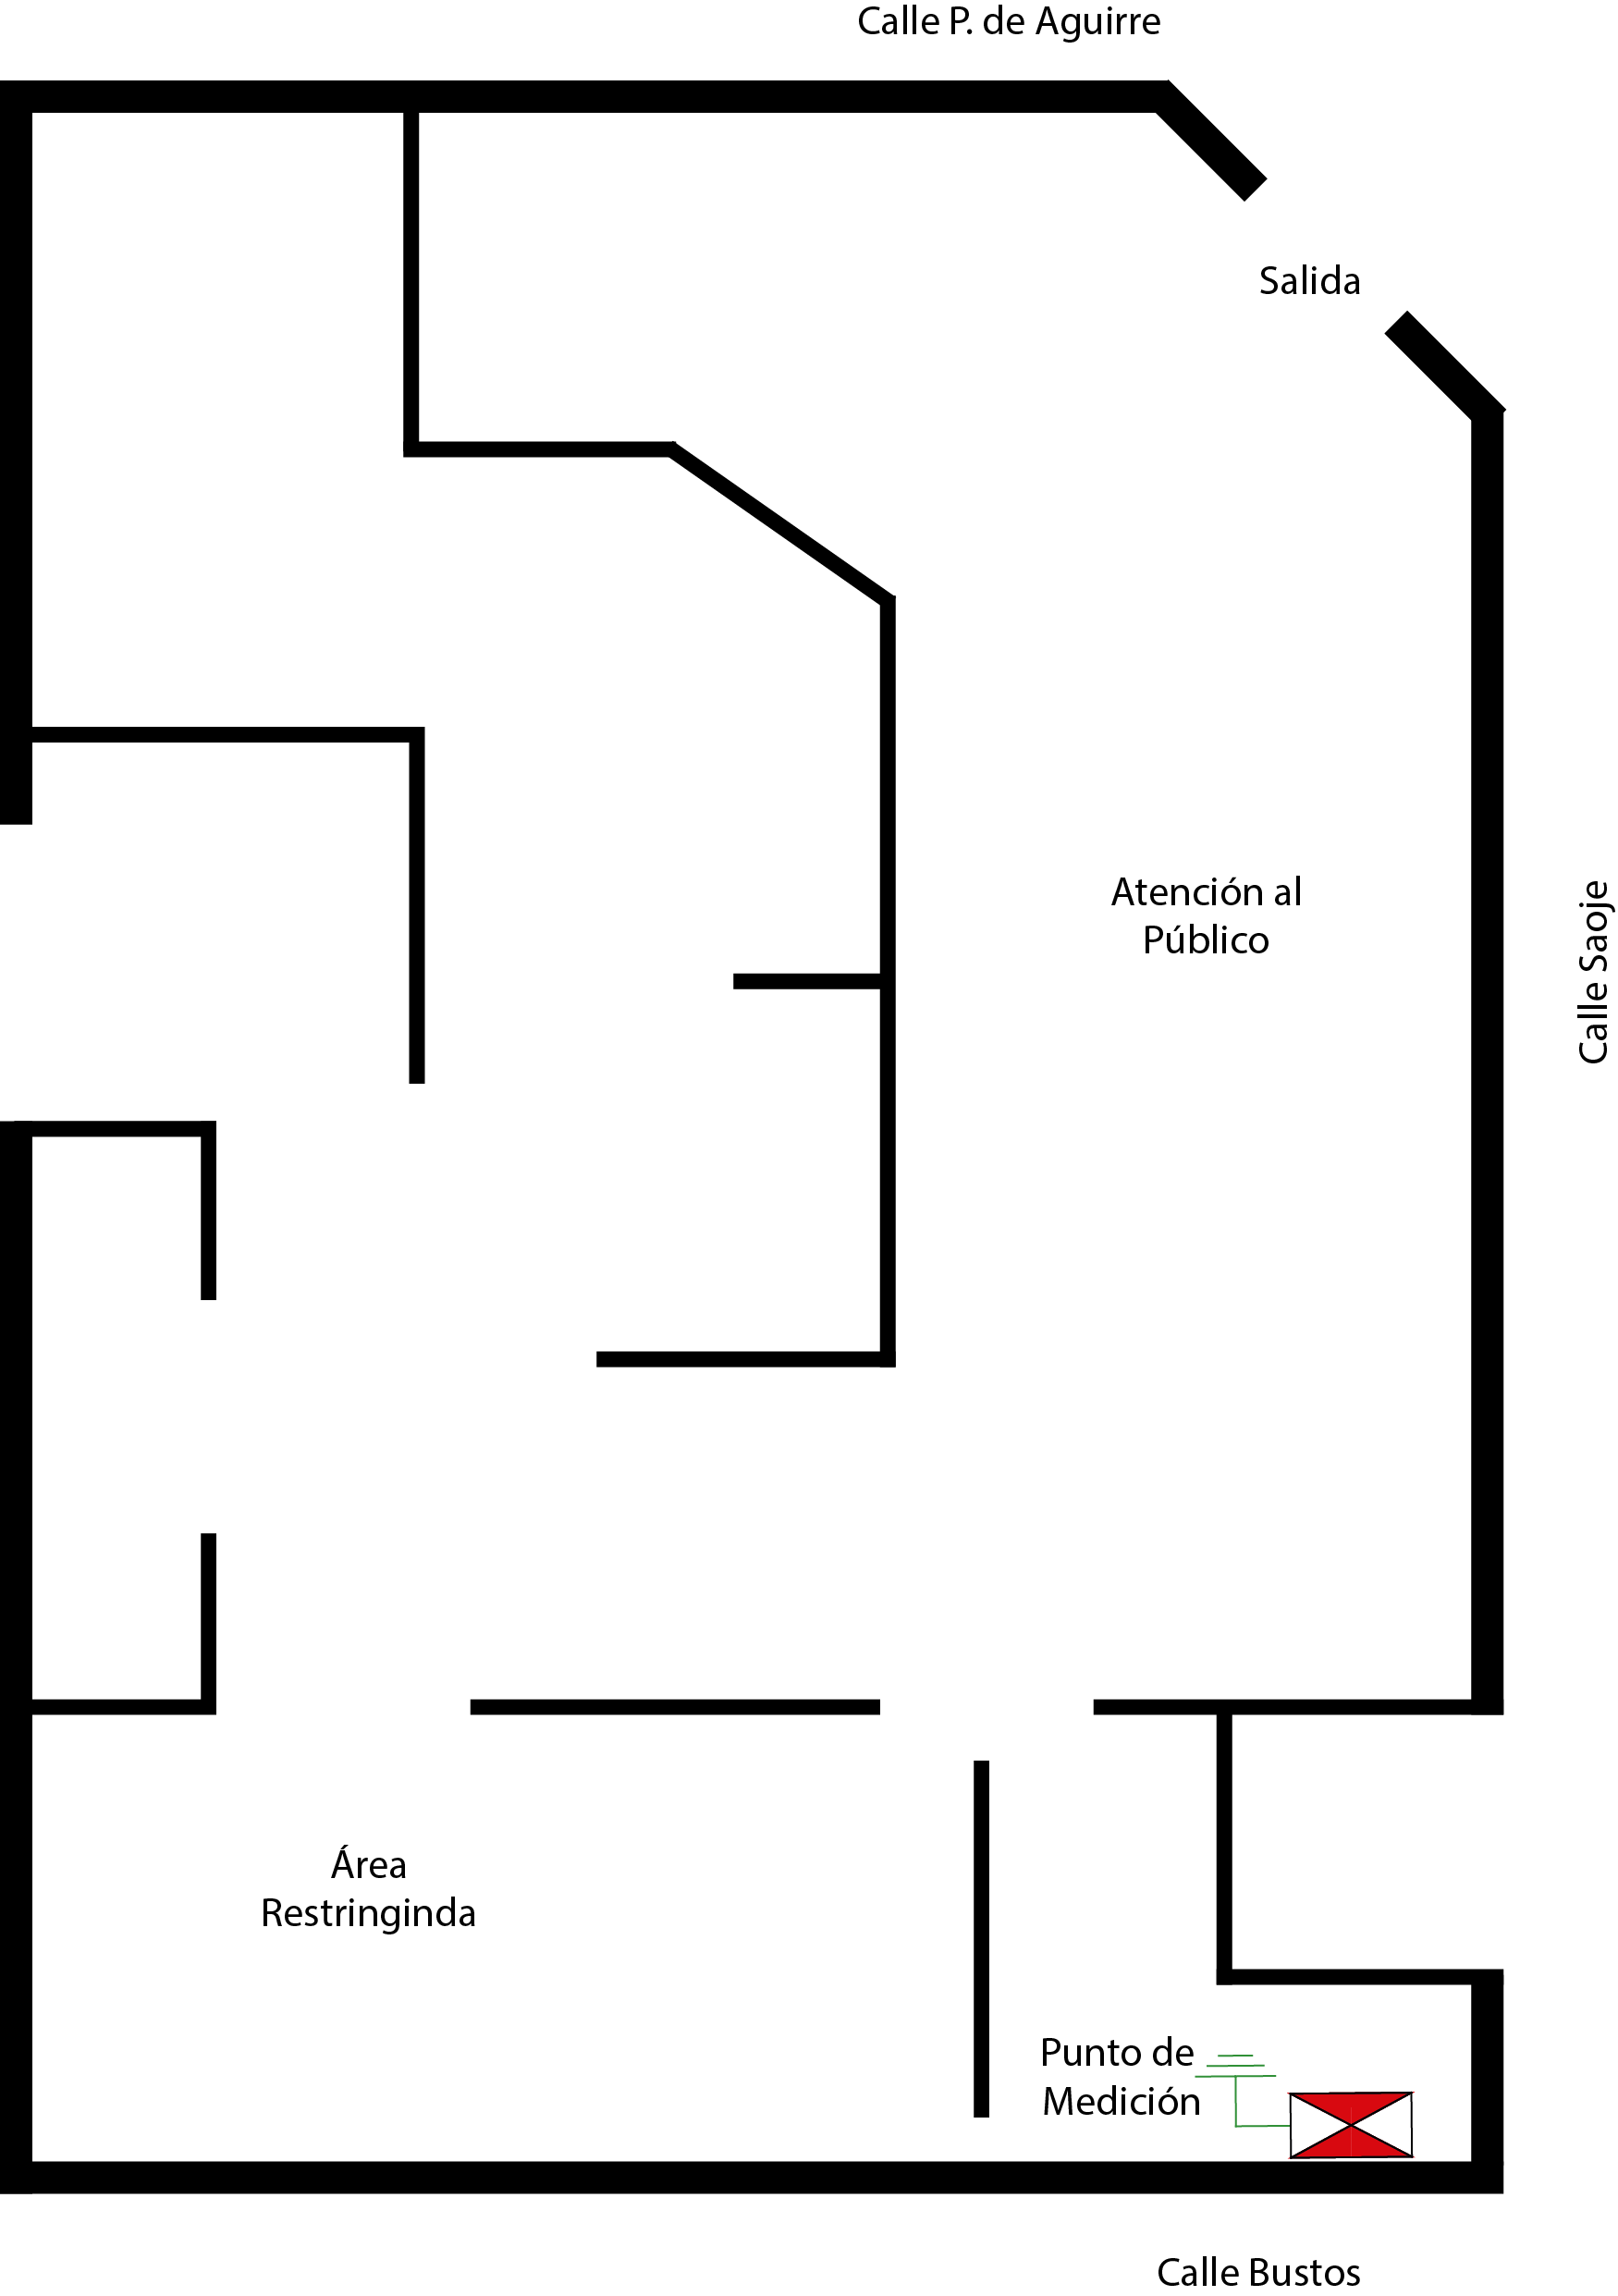 Calle P. de Aguirre
Salida
Atención al
Público
Calle Saoje
Área
Restringinda
Punto de
Medición
Calle Bustos